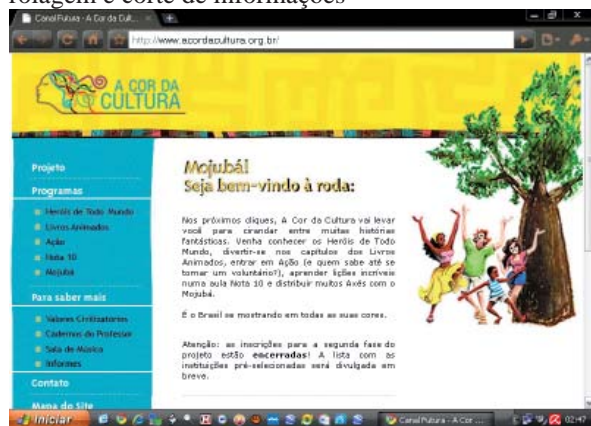 rolagem e corte de informações
Canal Futura - A Cor da Cult...
http://www.acordacultura.org.br/
A COR DA
CULTURA
Projeto
Programas
Heróis de Todo Mundo
Livros Animados
Ação
Nota 10
Mojubá
Para saber mais
Valores Civilizatórios
Cadernos do Professor
Sala de Música
Informes
Contato
Mapa do Site
Mojubá!
Seja bem-vindo à roda:
Nos próximos cliques, A Cor da Cultura vai levar
você para cirandar entre muitas histórias
fantásticas. Venha conhecer os Heróis de Todo
Mundo, divertir-se nos capítulos dos Livros
Animados, entrar em Ação (e quem sabe até se
tornar um voluntário?), aprender lições incríveis
numa aula Nota 10 e distribuir muitos Axés com o
Mojubá.
É o Brasil se mostrando em todas as suas cores.
Atenção: as inscrições para a segunda fase do
projeto estão encerradas! A lista com as
instituições pré-selecionadas será divulgada em
breve.
Iniciar
Canal Futura - A Cor ...
02:47